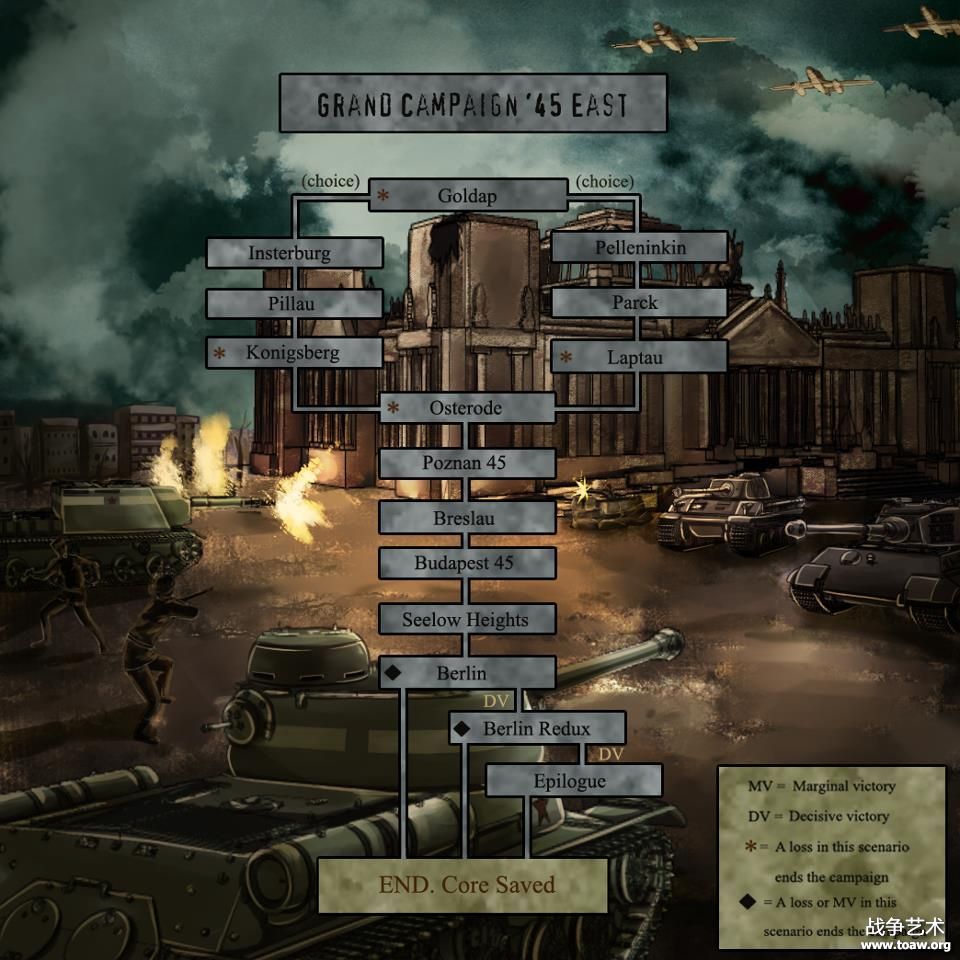 GRAND CAMPAIGN '45 EAST
(choice)
* Goldap
(choice)
Insterburg
Pelleninkin
Pillau
Parck
* Konigsberg
* Laptau
* Osterode
Poznan 45
Breslau
Budapest 45
Seelow Heights
◆ Berlin
DV
◆ Berlin Redux
DV
Epilogue
END. Core Saved
MV = Marginal victory
DV = Decisive victory
* = A loss in this scenario
ends the campaign
◆ = A loss or MV in this
scenario ends the
战争艺术
www.toaw.org